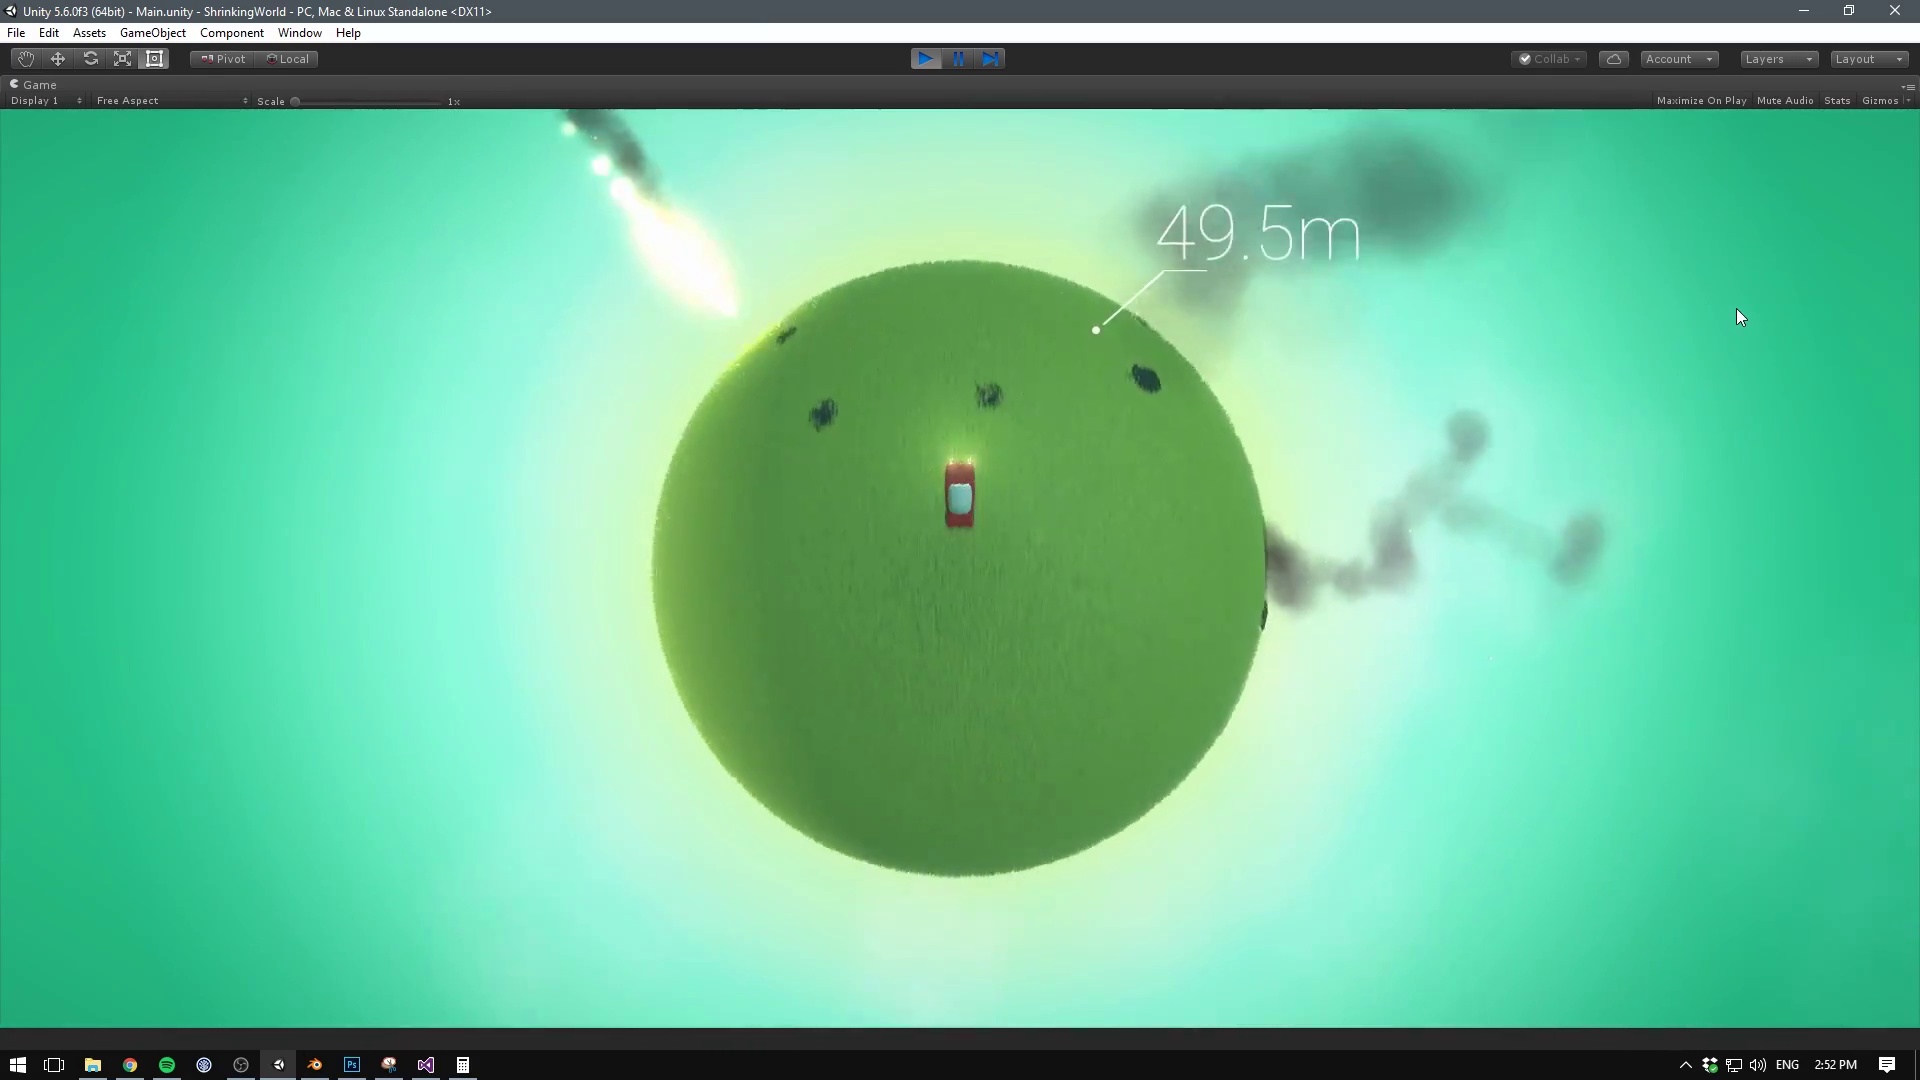 Unity 5.6.0f3 (64bit) - Main.unity - ShrinkingWorld - PC, Mac & Linux Standalone <DX11>
File Edit Assets GameObject Component Window Help
Pivot Local Collab Account Layers Layout
Game
Display 1 Free Aspect Scale 1x Maximize On Play Mute Audio Stats Gizmos
49.5m
Ps ENG 2:52 PM